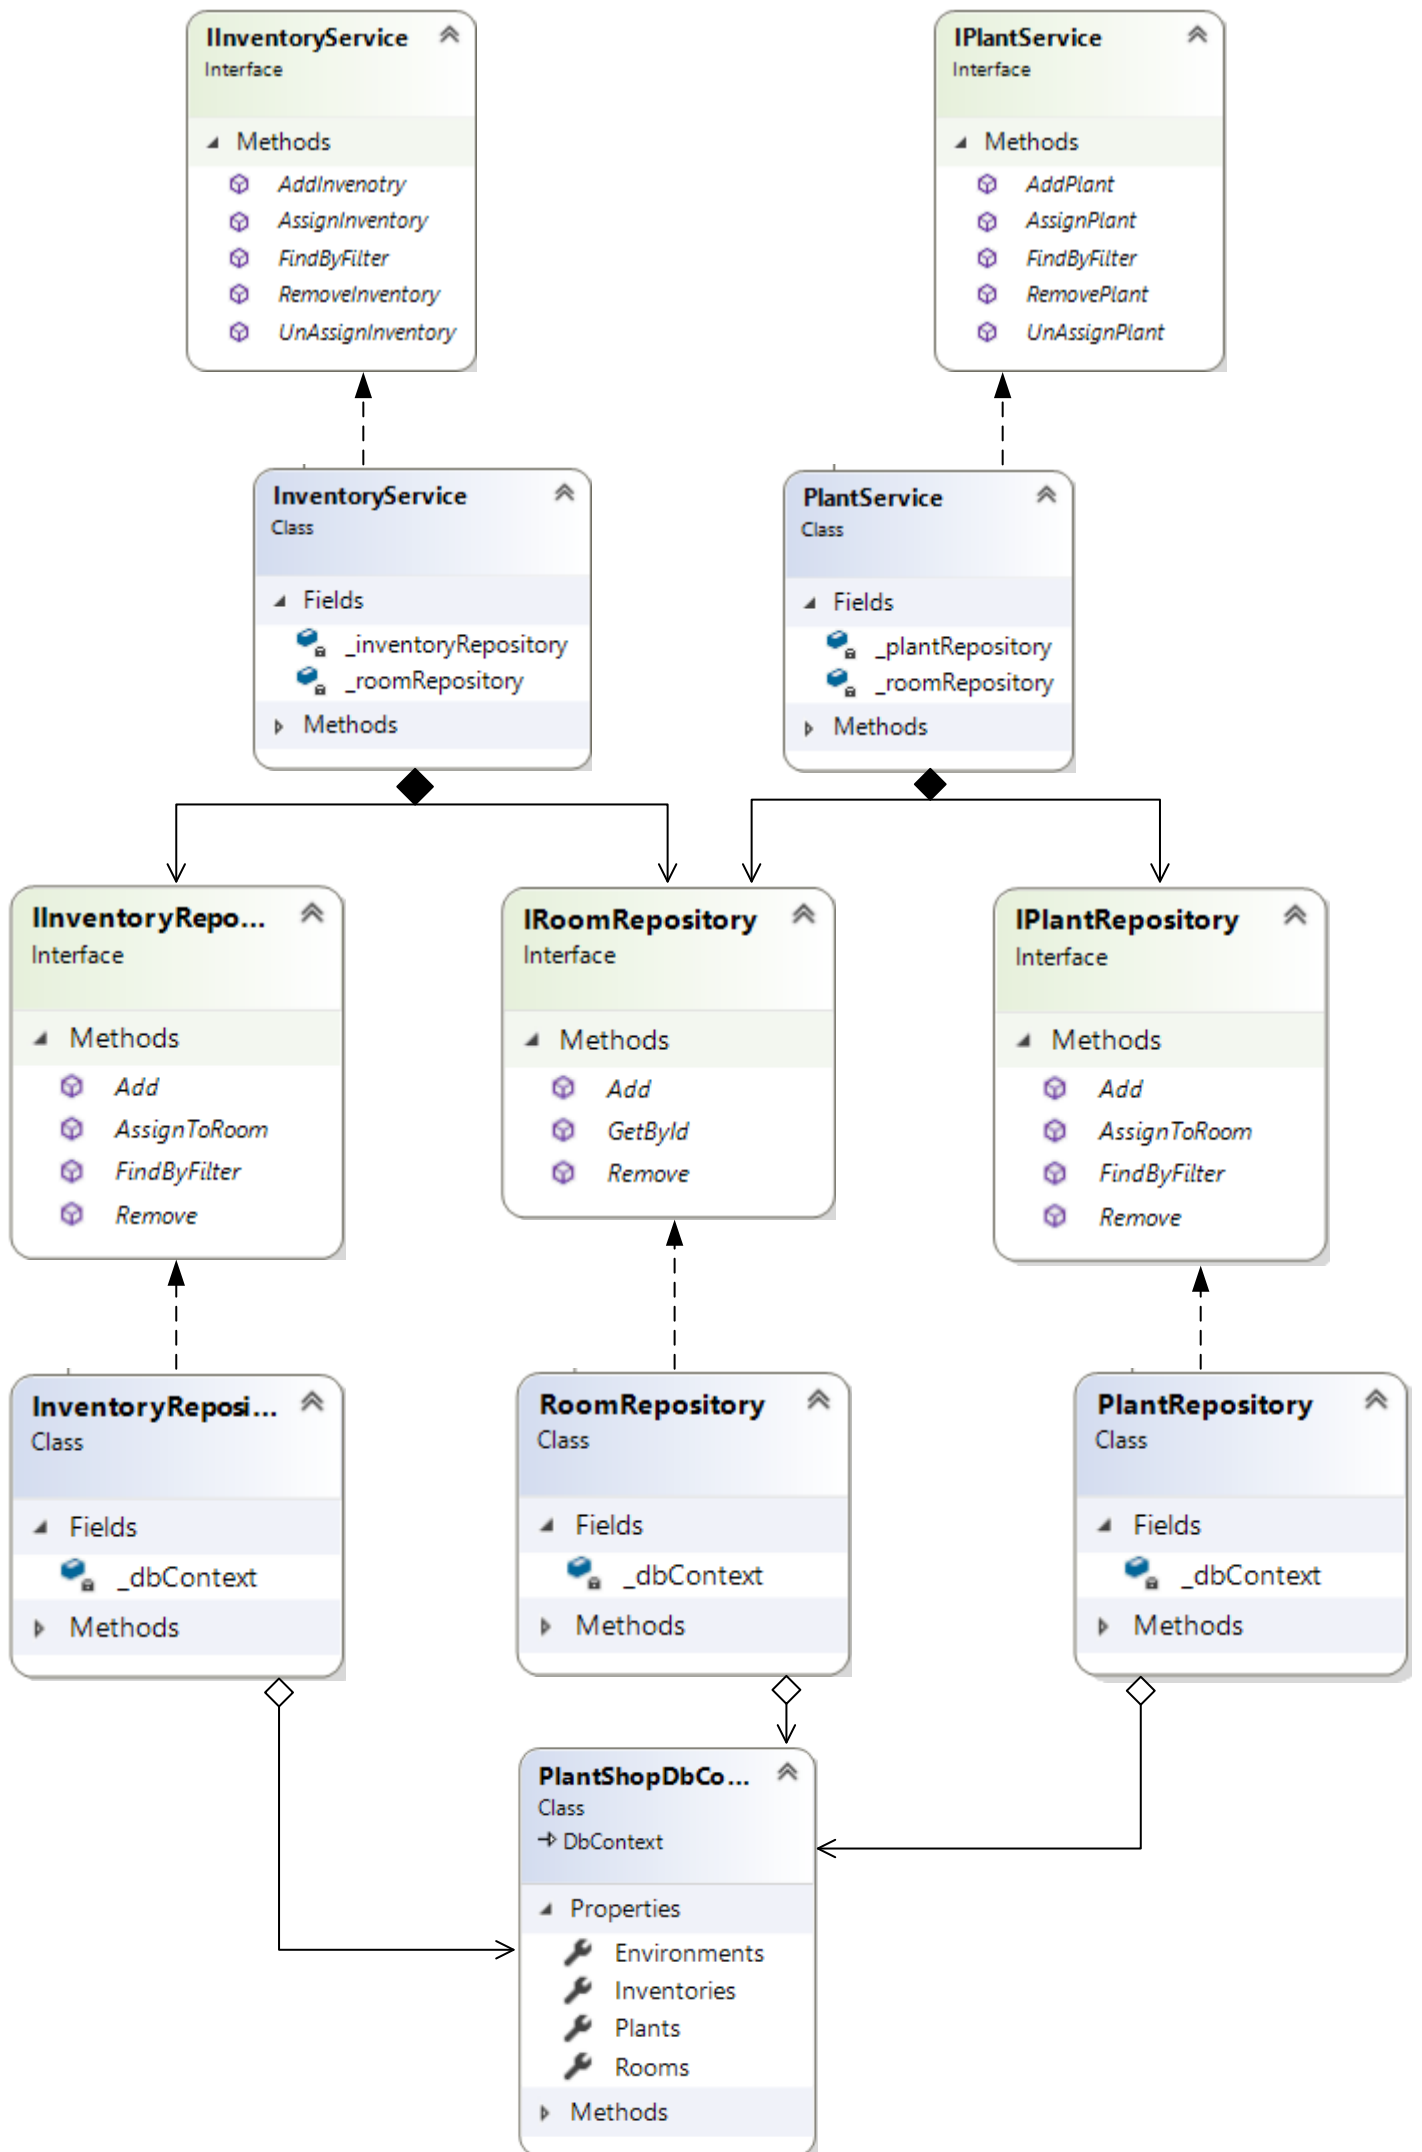 IInventoryService
Interface
Methods
AddInvenotry
AssignInventory
FindByFilter
RemoveInventory
UnAssignInventory
IPlantService
Interface
Methods
AddPlant
AssignPlant
FindByFilter
RemovePlant
UnAssignPlant
InventoryService
Class
Fields
_inventoryRepository
_roomRepository
Methods
PlantService
Class
Fields
_plantRepository
_roomRepository
Methods
IInventoryRepo...
Interface
Methods
Add
AssignToRoom
FindByFilter
Remove
IRoomRepository
Interface
Methods
Add
GetById
Remove
IPlantRepository
Interface
Methods
Add
AssignToRoom
FindByFilter
Remove
InventoryReposi...
Class
Fields
_dbContext
Methods
RoomRepository
Class
Fields
_dbContext
Methods
PlantRepository
Class
Fields
_dbContext
Methods
PlantShopDbCo...
Class
DbContext
Properties
Environments
Inventories
Plants
Rooms
Methods